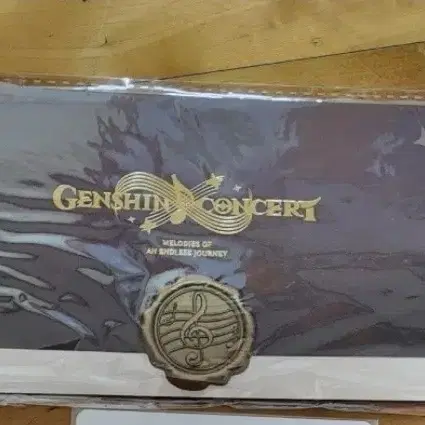 GENSHIN CONCERT
MELODIES OF
AN ENDLESS JOURNEY